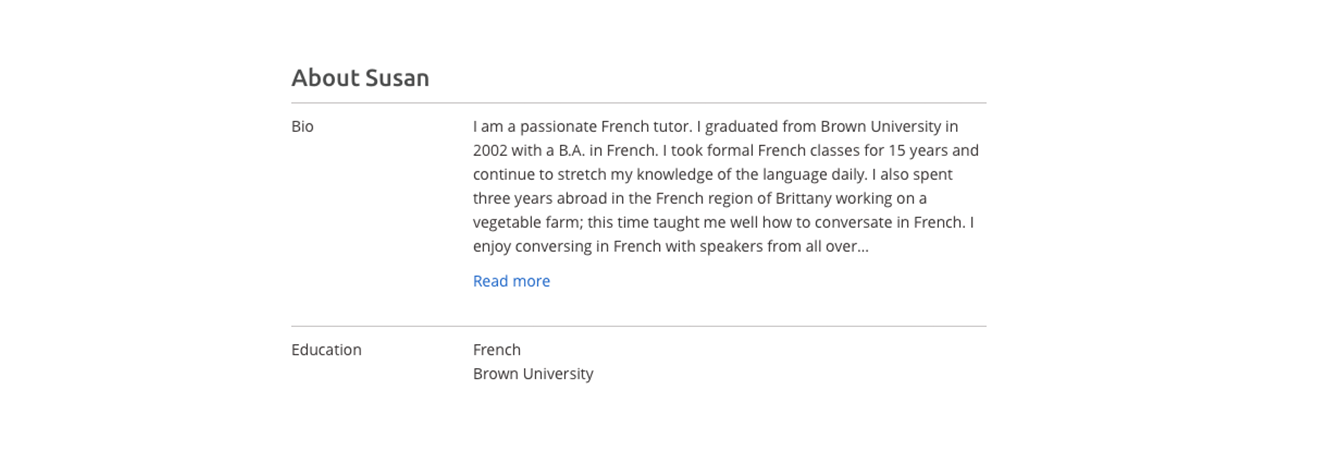 About Susan
Bio
I am a passionate French tutor. I graduated from Brown University in
2002 with a B.A. in French. I took formal French classes for 15 years and
continue to stretch my knowledge of the language daily. I also spent
three years abroad in the French region of Brittany working on a
vegetable farm; this time taught me well how to conversate in French. I
enjoy conversing in French with speakers from all over...
Read more
Education
French
Brown University